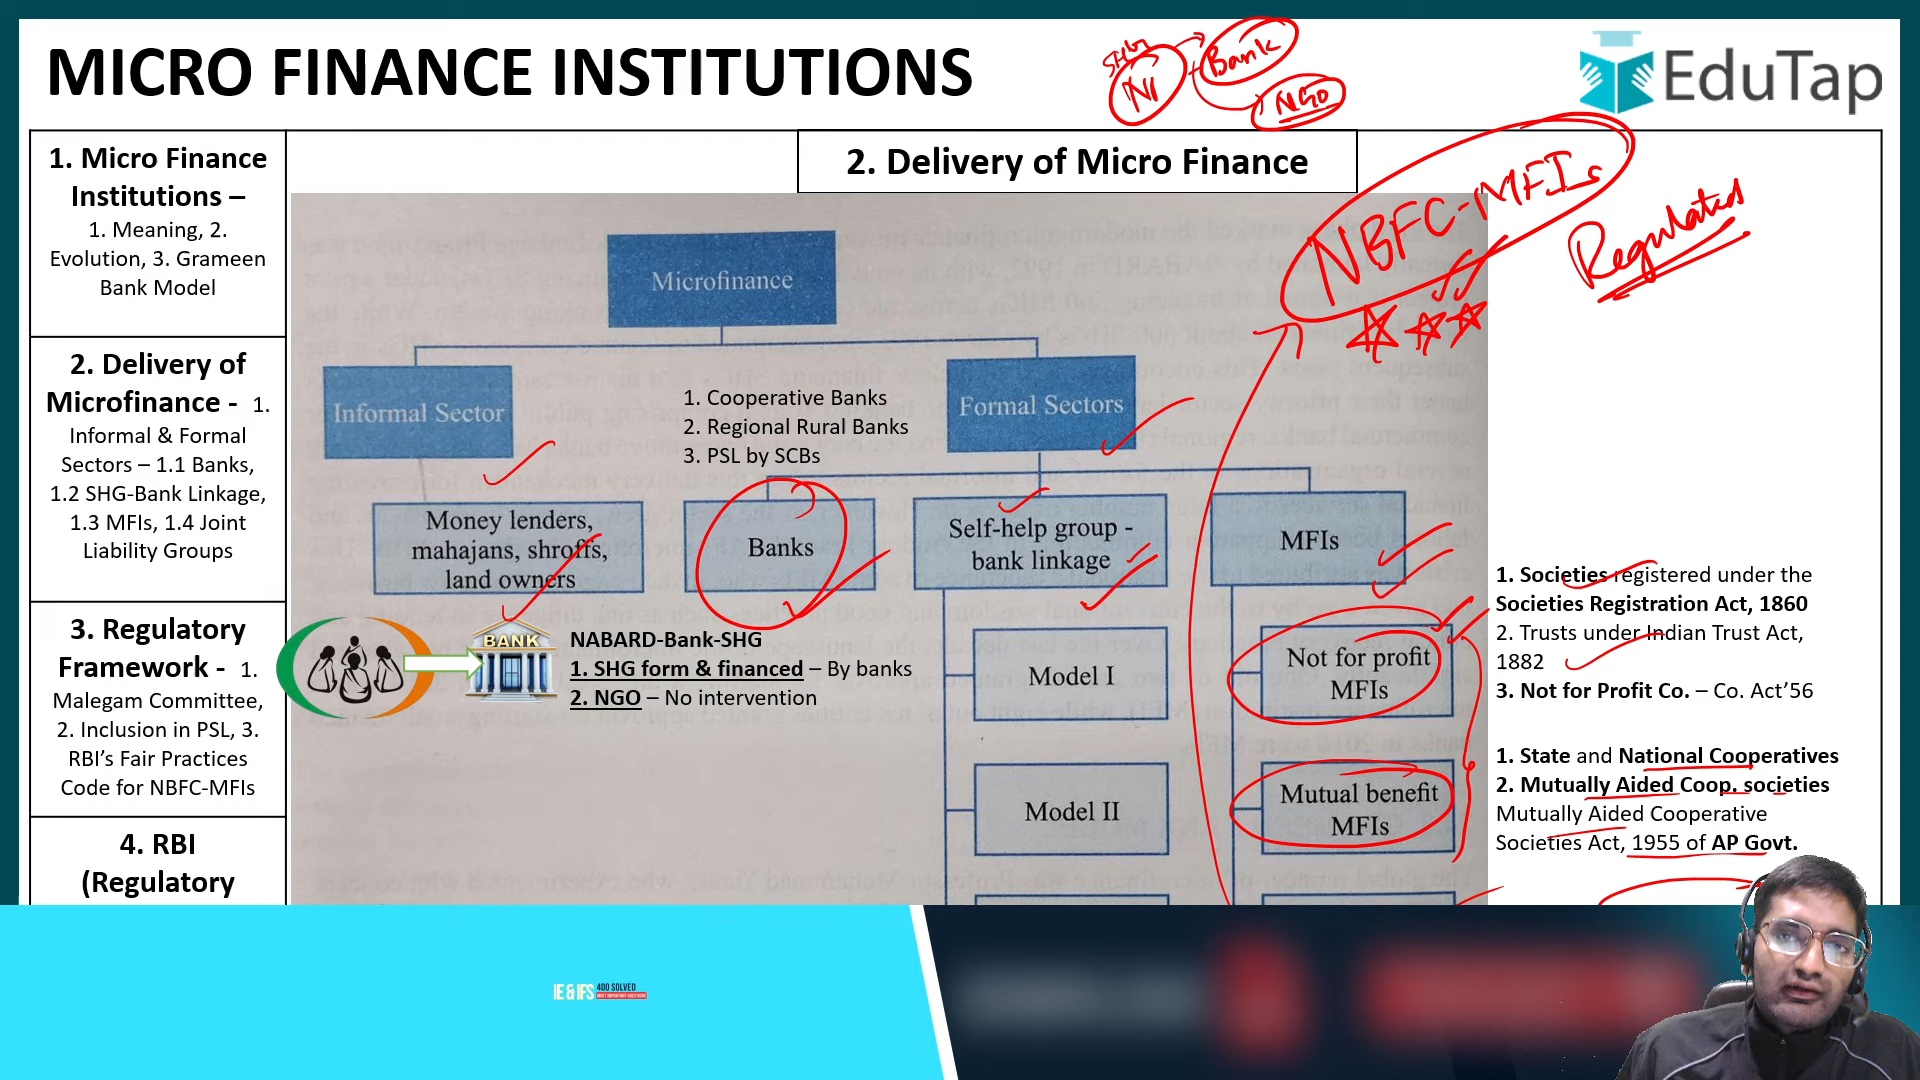 MICRO FINANCE INSTITUTIONS
Bank
NGO
EduTap
1. Micro Finance
Institutions –
1. Meaning, 2.
Evolution, 3. Grameen
Bank Model
2. Delivery of
Microfinance - 1.
Informal & Formal
Sectors – 1.1 Banks,
1.2 SHG-Bank Linkage,
1.3 MFIs, 1.4 Joint
Liability Groups
3. Regulatory
Framework - 1.
Malegam Committee,
2. Inclusion in PSL, 3.
RBI's Fair Practices
Code for NBFC-MFIs
4. RBI
(Regulatory
2. Delivery of Micro Finance
NBFC-MFIs
Regulated
Microfinance
Informal Sector
1. Cooperative Banks
2. Regional Rural Banks
3. PSL by SCBs
Formal Sectors
Money lenders,
mahajans, shroffs,
land owners
Banks
Self-help group -
bank linkage
MFIs
BANK
NABARD-Bank-SHG
1. SHG form & financed – By banks
2. NGO – No intervention
Model I
Not for profit
MFIs
Model II
Mutual benefit
MFIs
1. Societies registered under the
Societies Registration Act, 1860
2. Trusts under Indian Trust Act,
1882
3. Not for Profit Co. – Co. Act'56
1. State and National Cooperatives
2. Mutually Aided Coop. societies
Mutually Aided Cooperative
Societies Act, 1955 of AP Govt.
IE & IFS 400 SOLVED
MOST IMPORTANT QUESTIONS